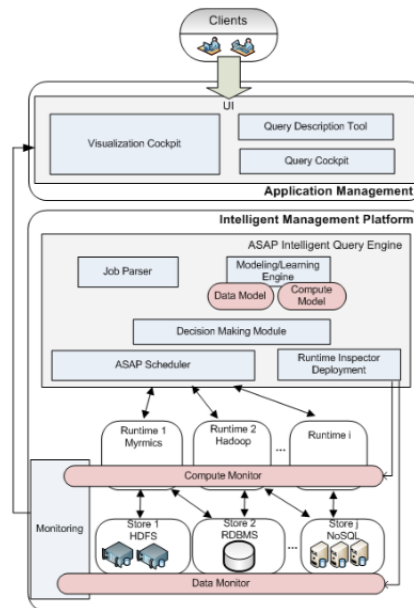 Clients
UI
Visualization Cockpit
Query Description Tool
Query Cockpit
Application Management
Intelligent Management Platform
ASAP Intelligent Query Engine
Job Parser
Modeling/Learning
Engine
Data Model
Compute
Model
Decision Making Module
ASAP Scheduler
Runtime Inspector
Deployment
Runtime 1
Myrmics
Runtime 2
Hadoop
...
Runtime i
Compute Monitor
Monitoring
Store 1
HDFS
Store 2
RDBMS
...
Store j
NoSQL
Data Monitor